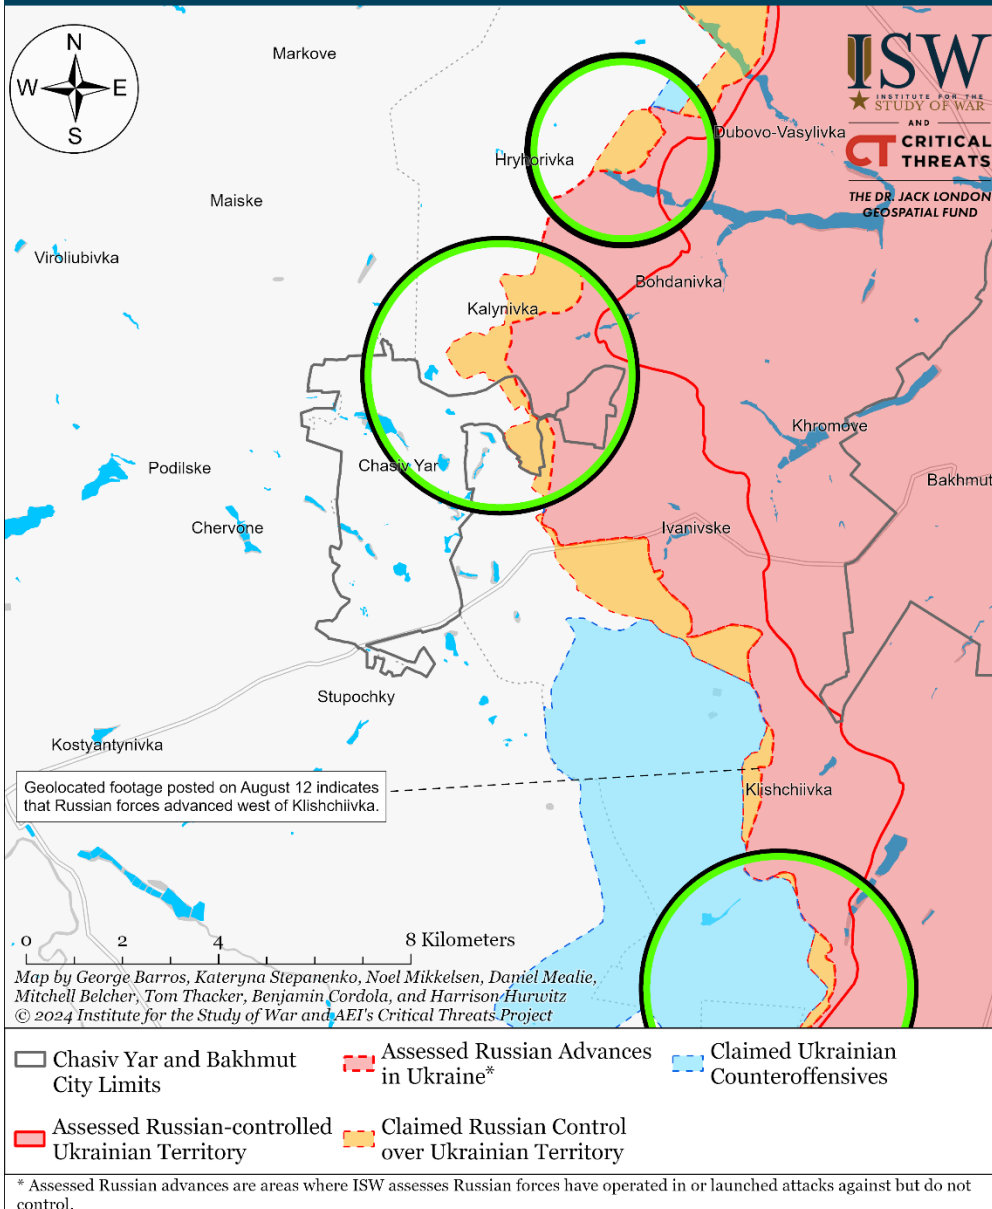 N
W
E
S
Markove
ISW
INSTITUTE FOR THE
STUDY OF WAR
AND
CT CRITICAL
THREATS
THE DR. JACK LONDON
GEOSPATIAL FUND
Dubovo-Vasylivka
Hryhorivka
Maiske
Viroliubivka
Bohdanivka
Kalynivka
Khromove
Podilske
Chasiv Yar
Bakhmut
Chervone
Ivanivske
Stupochky
Kostyantynivka
Geolocated footage posted on August 12 indicates
that Russian forces advanced west of Klishchiivka.
Klishchiivka
0 2 4 8 Kilometers
Map by George Barros, Kateryna Stepanenko, Noel Mikkelsen, Daniel Mealie,
Mitchell Belcher, Tom Thacker, Benjamin Cordola, and Harrison Hurwitz
© 2024 Institute for the Study of War and AEI's Critical Threats Project
Chasiv Yar and Bakhmut
City Limits
Assessed Russian Advances
in Ukraine*
Claimed Ukrainian
Counteroffensives
Assessed Russian-controlled
Ukrainian Territory
Claimed Russian Control
over Ukrainian Territory
* Assessed Russian advances are areas where ISW assesses Russian forces have operated in or launched attacks against but do not
control.